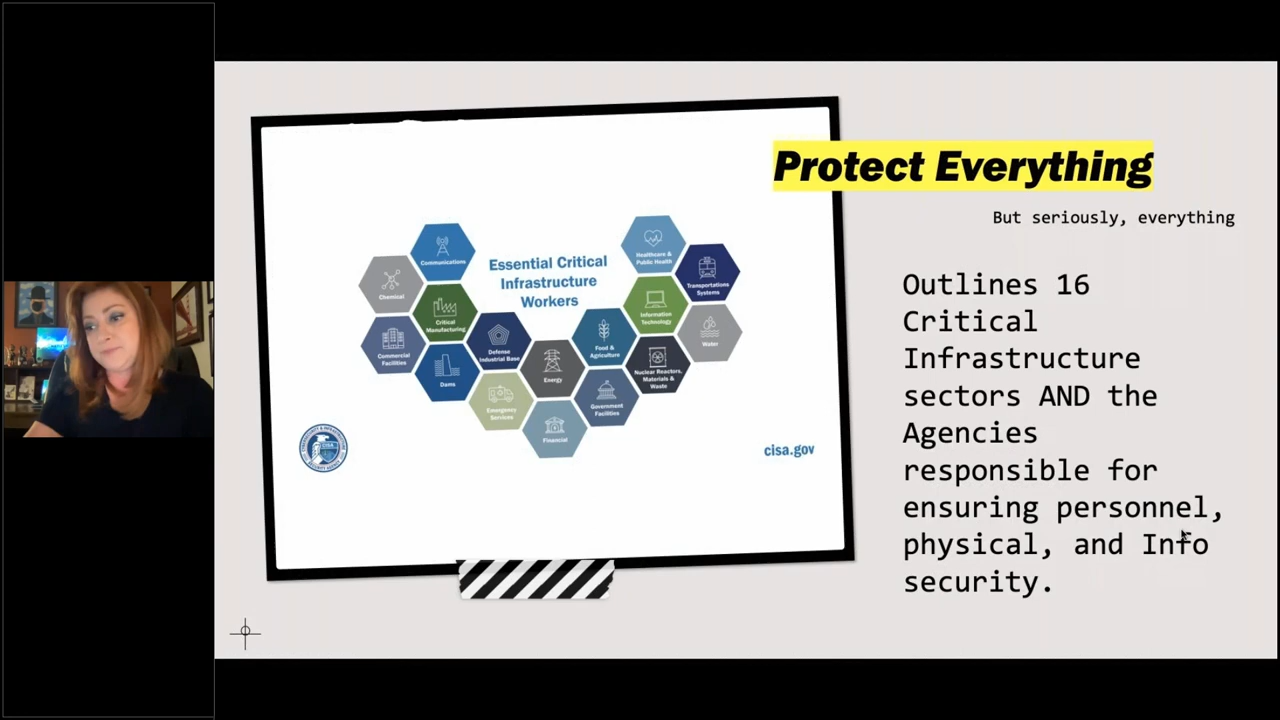 Protect Everything
But seriously, everything
Essential Critical
Infrastructure
Workers
Communications
Healthcare &
Public Health
Chemical
Transportations
Systems
Critical
Manufacturing
Information
Technology
Commercial
Facilities
Defense
Industrial Base
Food &
Agriculture
Water
Dams
Energy
Nuclear Reactors,
Materials &
Waste
Emergency
Services
Government
Facilities
Financial
CISA
cisa.gov
Outlines 16
Critical
Infrastructure
sectors AND the
Agencies
responsible for
ensuring personnel,
physical, and Info
security.